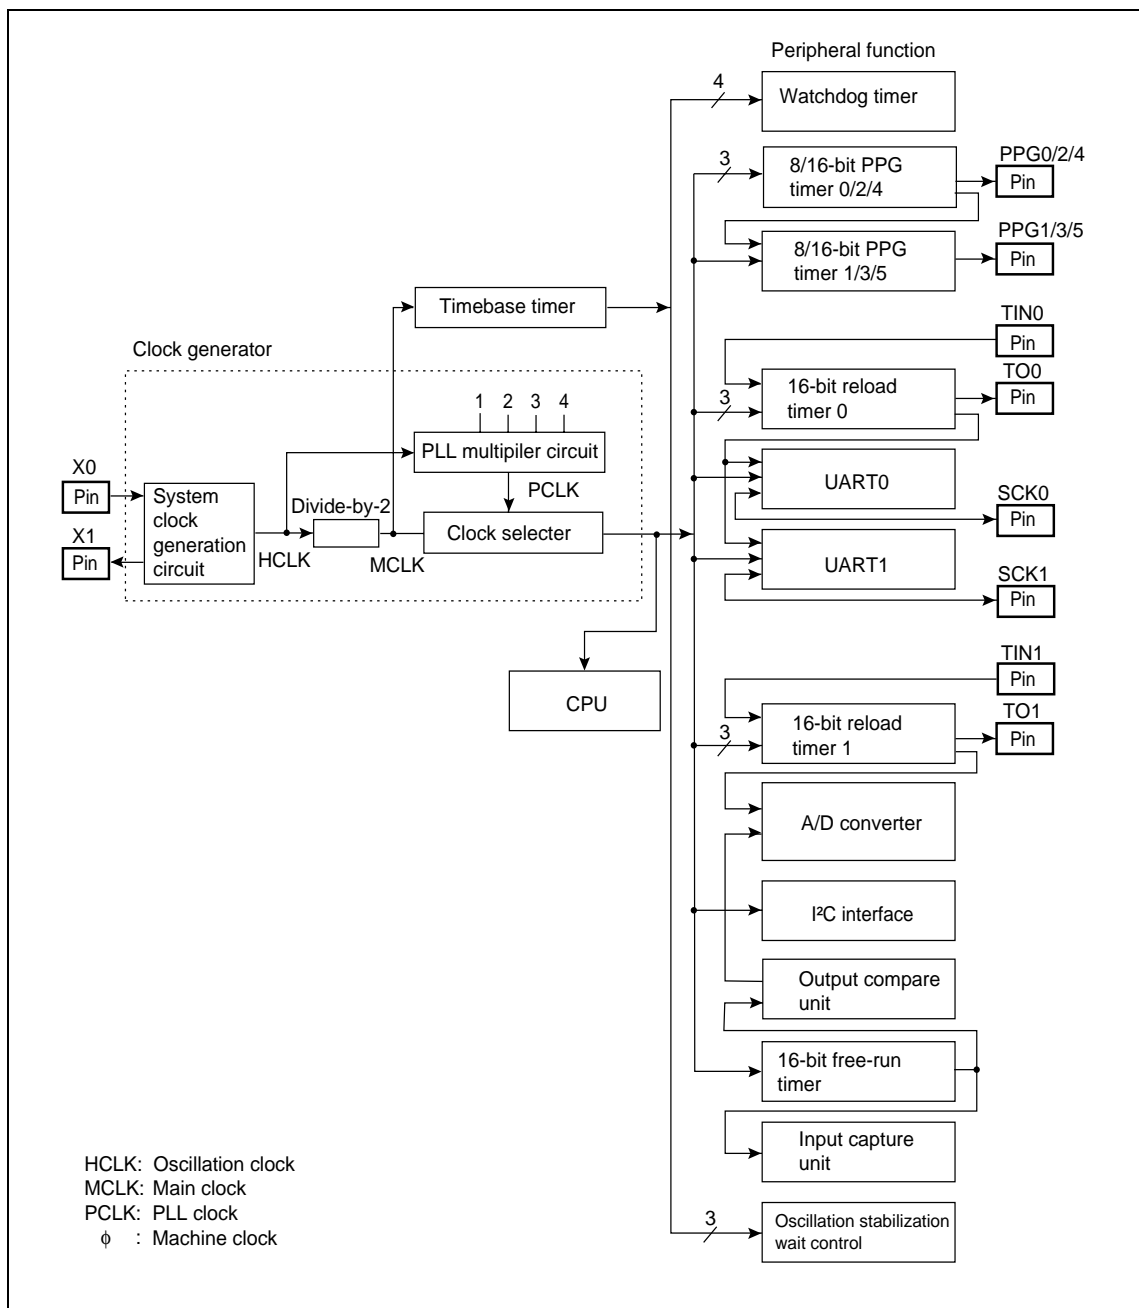 Peripheral function
4
Watchdog timer
3
8/16-bit PPG
timer 0/2/4
PPG0/2/4
Pin
8/16-bit PPG
timer 1/3/5
PPG1/3/5
Pin
Timebase timer
TIN0
Pin
Clock generator
3
16-bit reload
timer 0
TO0
Pin
1 2 3 4
PLL multipiler circuit
PCLK
X0
Pin
X1
Pin
System
clock
generation
circuit
HCLK
Divide-by-2
MCLK
Clock selecter
UART0
SCK0
Pin
UART1
SCK1
Pin
CPU
TIN1
Pin
3
16-bit reload
timer 1
TO1
Pin
A/D converter
I²C interface
Output compare
unit
16-bit free-run
timer
Input capture
unit
3
Oscillation stabilization
wait control
HCLK: Oscillation clock
MCLK: Main clock
PCLK: PLL clock
ϕ : Machine clock